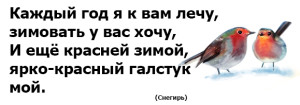 Каждый год я к вам лечу,
зимовать у вас хочу,
И ещё красней зимой,
ярко-красный галстук
мой.
(Снегирь)